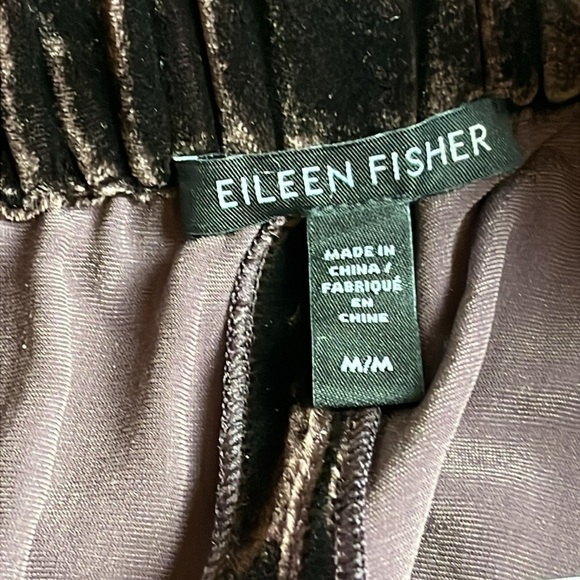 EILEEN FISHER
MADE IN
CHINA /
FABRIQUÉ
EN
CHINE
M/M